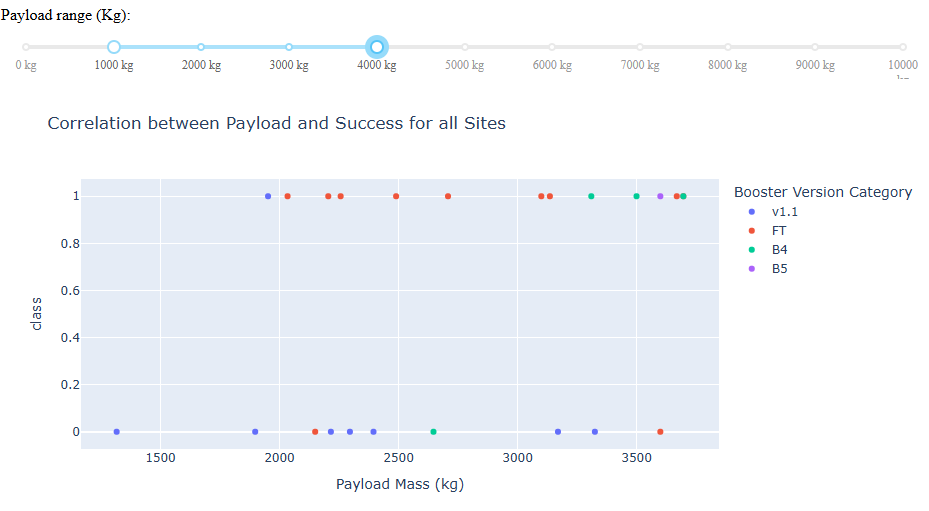 Payload range (Kg):
0 kg 1000 kg 2000 kg 3000 kg 4000 kg 5000 kg 6000 kg 7000 kg 8000 kg 9000 kg 10000
Correlation between Payload and Success for all Sites
Booster Version Category
v1.1
FT
B4
B5
1
0.8
0.6
0.4
0.2
0
class
1500 2000 2500 3000 3500
Payload Mass (kg)